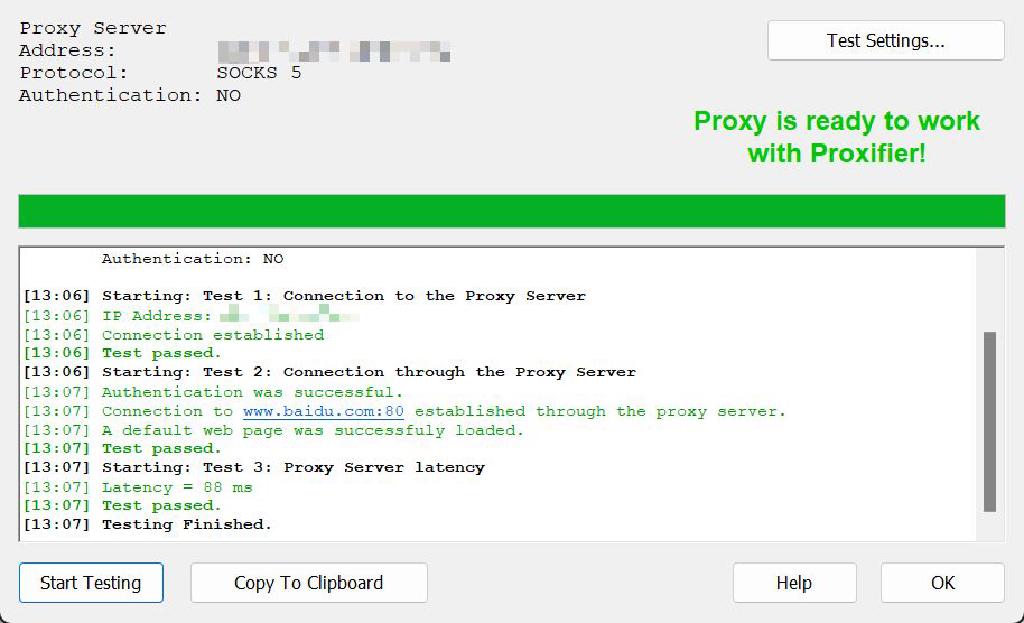 Proxy Server
Address:
Protocol: SOCKS 5
Authentication: NO
Test Settings...
Proxy is ready to work
with Proxifier!
Authentication: NO
[13:06] Starting: Test 1: Connection to the Proxy Server
[13:06] IP Address:
[13:06] Connection established
[13:06] Test passed.
[13:06] Starting: Test 2: Connection through the Proxy Server
[13:07] Authentication was successful.
[13:07] Connection to www.baidu.com:80 established through the proxy server.
[13:07] A default web page was successfuly loaded.
[13:07] Test passed.
[13:07] Starting: Test 3: Proxy Server latency
[13:07] Latency = 88 ms
[13:07] Test passed.
[13:07] Testing Finished.
Start Testing
Copy To Clipboard
Help
OK